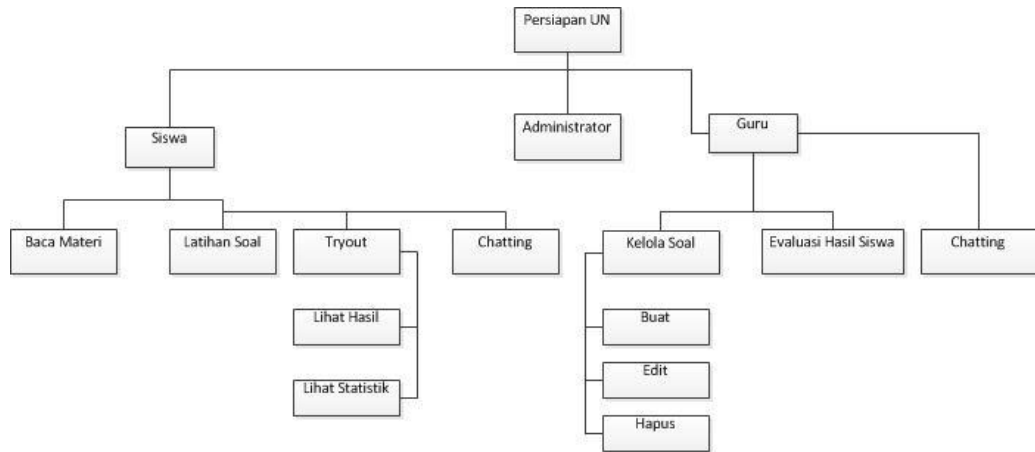 Persiapan UN
Siswa
Administrator
Guru
Baca Materi
Latihan Soal
Tryout
Chatting
Kelola Soal
Evaluasi Hasil Siswa
Chatting
Lihat Hasil
Lihat Statistik
Buat
Edit
Hapus